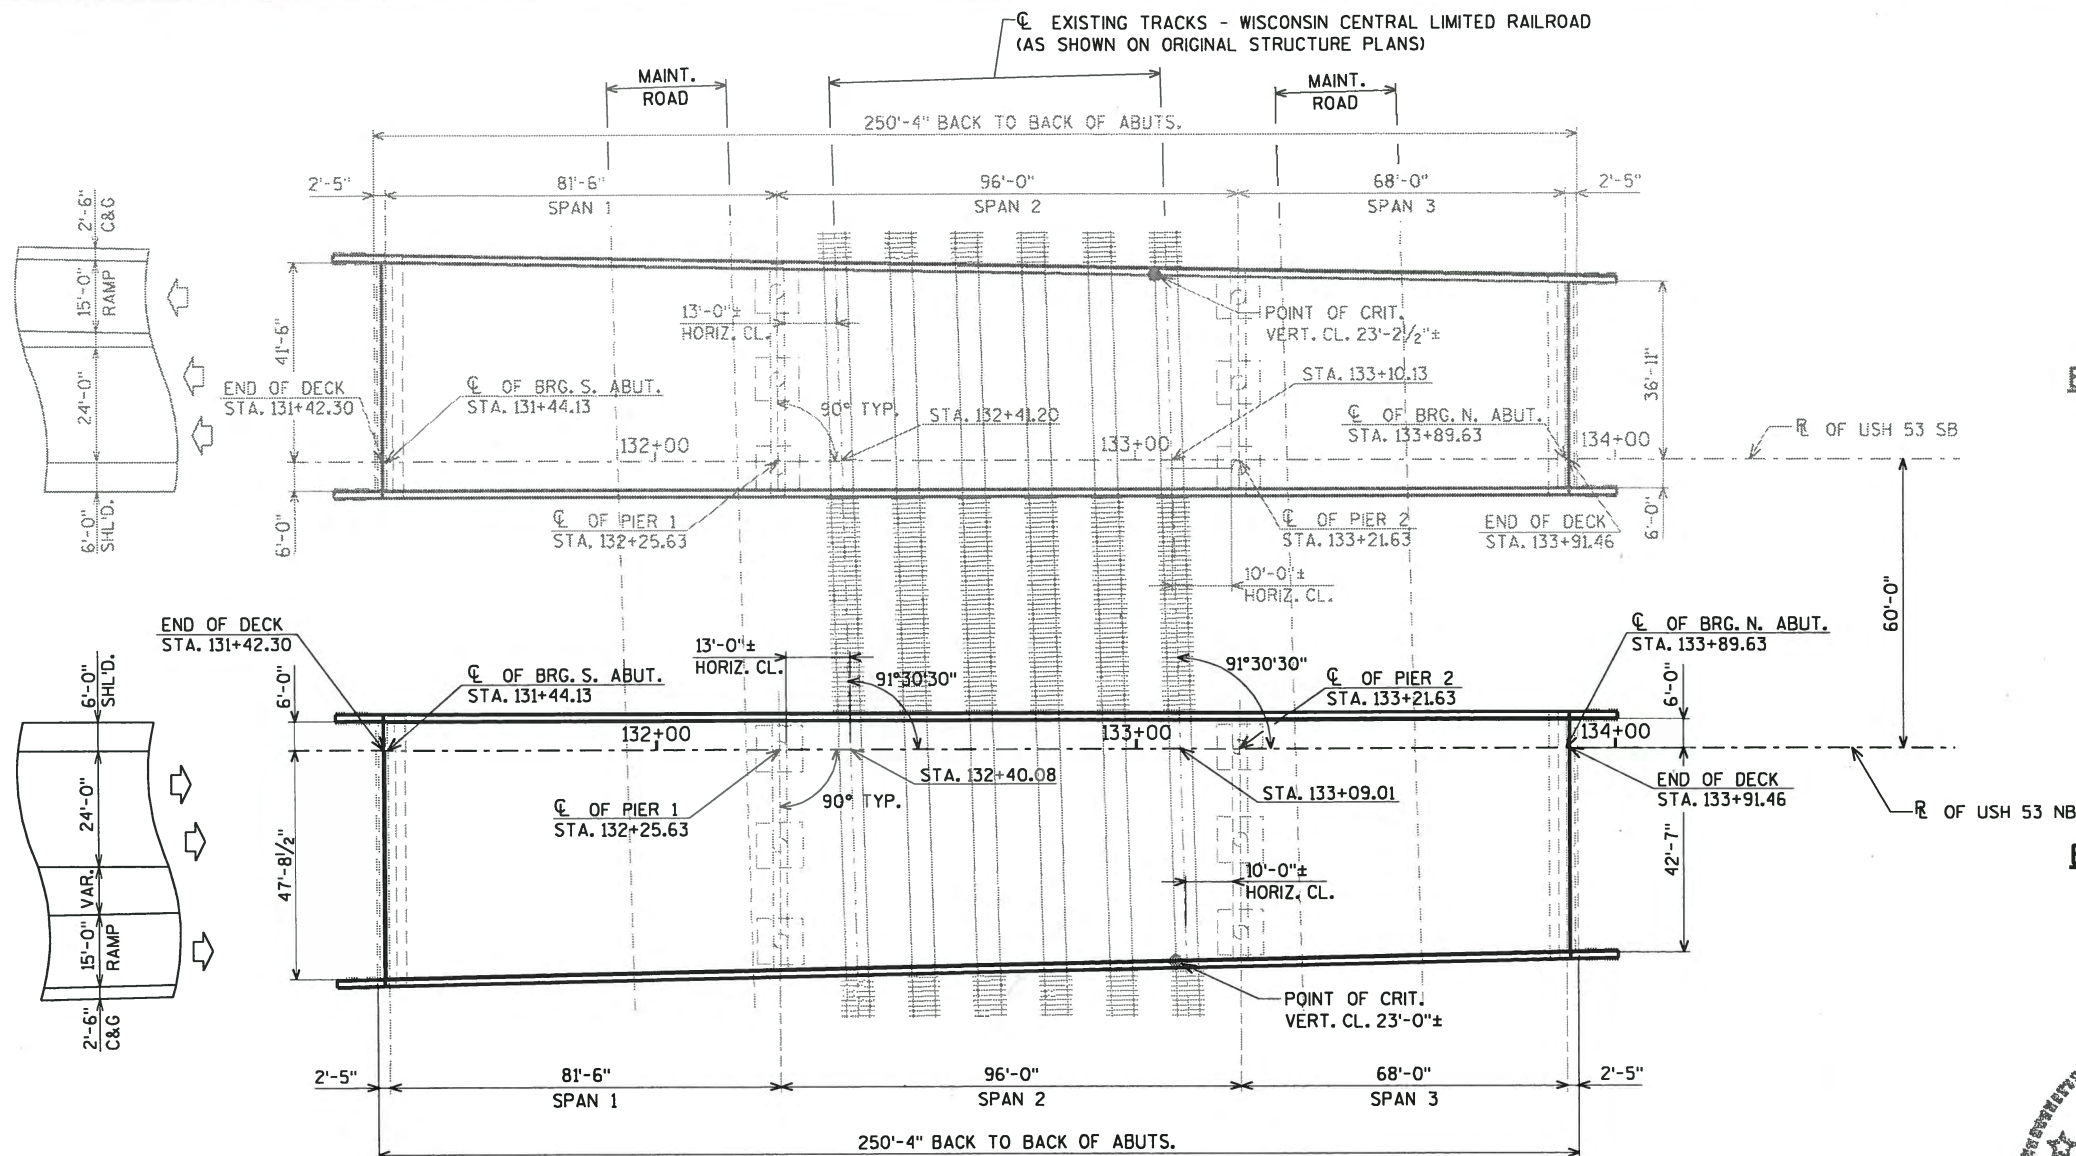 ℄ EXISTING TRACKS - WISCONSIN CENTRAL LIMITED RAILROAD
(AS SHOWN ON ORIGINAL STRUCTURE PLANS)
MAINT.
ROAD
MAINT.
ROAD
250'-4" BACK TO BACK OF ABUTS.
2'-5"
81'-6"
SPAN 1
96'-0"
SPAN 2
68'-0"
SPAN 3
2'-5"
2'-6"
C&G
15'-0"
RAMP
24'-0"
6'-0"
SHL'D.
41'-6"
6'-0"
13'-0"±
HORIZ. CL.
POINT OF CRIT.
VERT. CL. 23'-2 1/2"±
36'-11"
6'-0"
END OF DECK
STA. 131+42.30
℄ OF BRG. S. ABUT.
STA. 131+44.13
90° TYP.
STA. 132+41.20
STA. 133+10.13
℄ OF BRG. N. ABUT.
STA. 133+89.63
132+00
133+00
134+00
℞ OF USH 53 SB
℄ OF PIER 1
STA. 132+25.63
℄ OF PIER 2
STA. 133+21.63
END OF DECK
STA. 133+91.46
10'-0"±
HORIZ. CL.
60'-0"
END OF DECK
STA. 131+42.30
13'-0"±
HORIZ. CL.
91°30'30"
91°30'30"
℄ OF BRG. N. ABUT.
STA. 133+89.63
6'-0"
SHL'D.
6'-0"
℄ OF BRG. S. ABUT.
STA. 131+44.13
℄ OF PIER 2
STA. 133+21.63
6'-0"
132+00
133+00
134+00
24'-0"
VAR.
15'-0"
RAMP
2'-6"
C&G
47'-8 1/2"
℄ OF PIER 1
STA. 132+25.63
90° TYP.
STA. 132+40.08
STA. 133+09.01
END OF DECK
STA. 133+91.46
℞ OF USH 53 NB
42'-7"
10'-0"±
HORIZ. CL.
POINT OF CRIT.
VERT. CL. 23'-0"±
2'-5"
81'-6"
SPAN 1
96'-0"
SPAN 2
68'-0"
SPAN 3
2'-5"
250'-4" BACK TO BACK OF ABUTS.